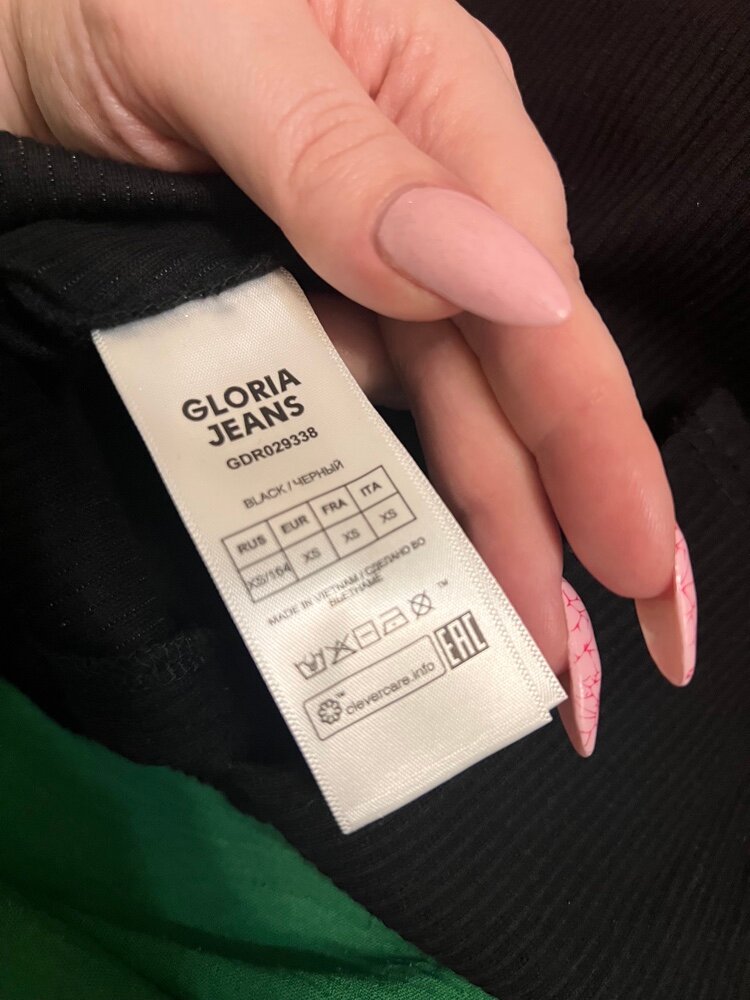 GLORIA
JEANS
GDR029338
BLACK / ЧЕРНЫЙ
RUS EUR FRA ITA
XS/164 XS XS XS
MADE IN VIETNAM / СДЕЛАНО ВО
ВЬЕТНАМЕ
™
™ clevercare.info
EAC